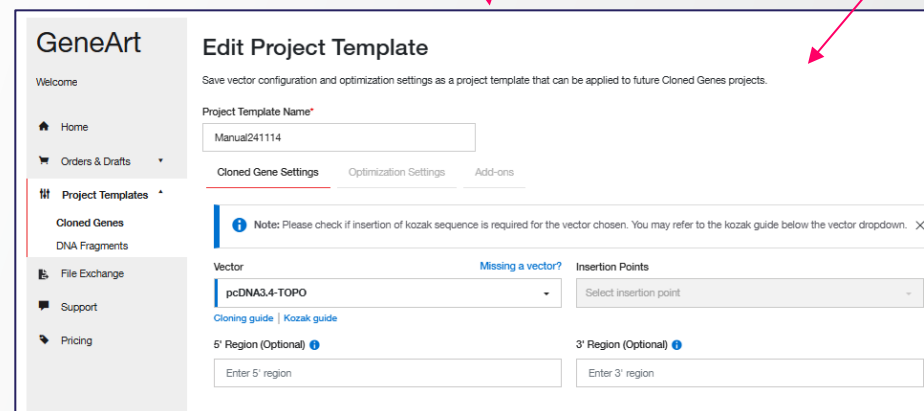 GeneArt
Welcome
Home
Orders & Drafts
Project Templates
Cloned Genes
DNA Fragments
File Exchange
Support
Pricing
Edit Project Template
Save vector configuration and optimization settings as a project template that can be applied to future Cloned Genes projects.
Project Template Name*
Manual241114
Cloned Gene Settings Optimization Settings Add-ons
Note: Please check if insertion of kozak sequence is required for the vector chosen. You may refer to the kozak guide below the vector dropdown.
Vector Missing a vector? Insertion Points
pcDNA3.4-TOPO Select insertion point
Cloning guide | Kozak guide
5' Region (Optional) 3' Region (Optional)
Enter 5' region Enter 3' region